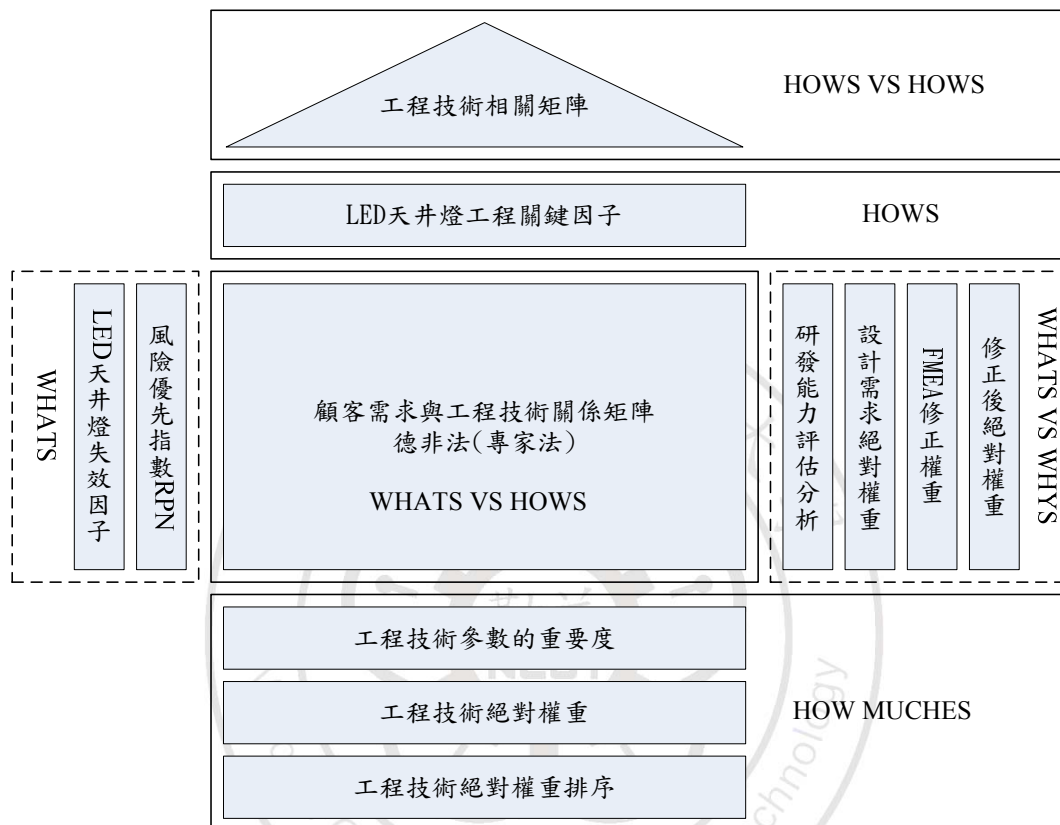 工程技術相關矩陣
HOWS VS HOWS
LED天井燈工程關鍵因子
HOWS
WHATS
LED天井燈失效因子
風險優先指數RPN
顧客需求與工程技術關係矩陣
德非法(專家法)
WHATS VS HOWS
研發能力評估分析
設計需求絕對權重
FMEA修正權重
修正後絕對權重
WHATS VS WHYS
工程技術參數的重要度
工程技術絕對權重
工程技術絕對權重排序
HOW MUCHES